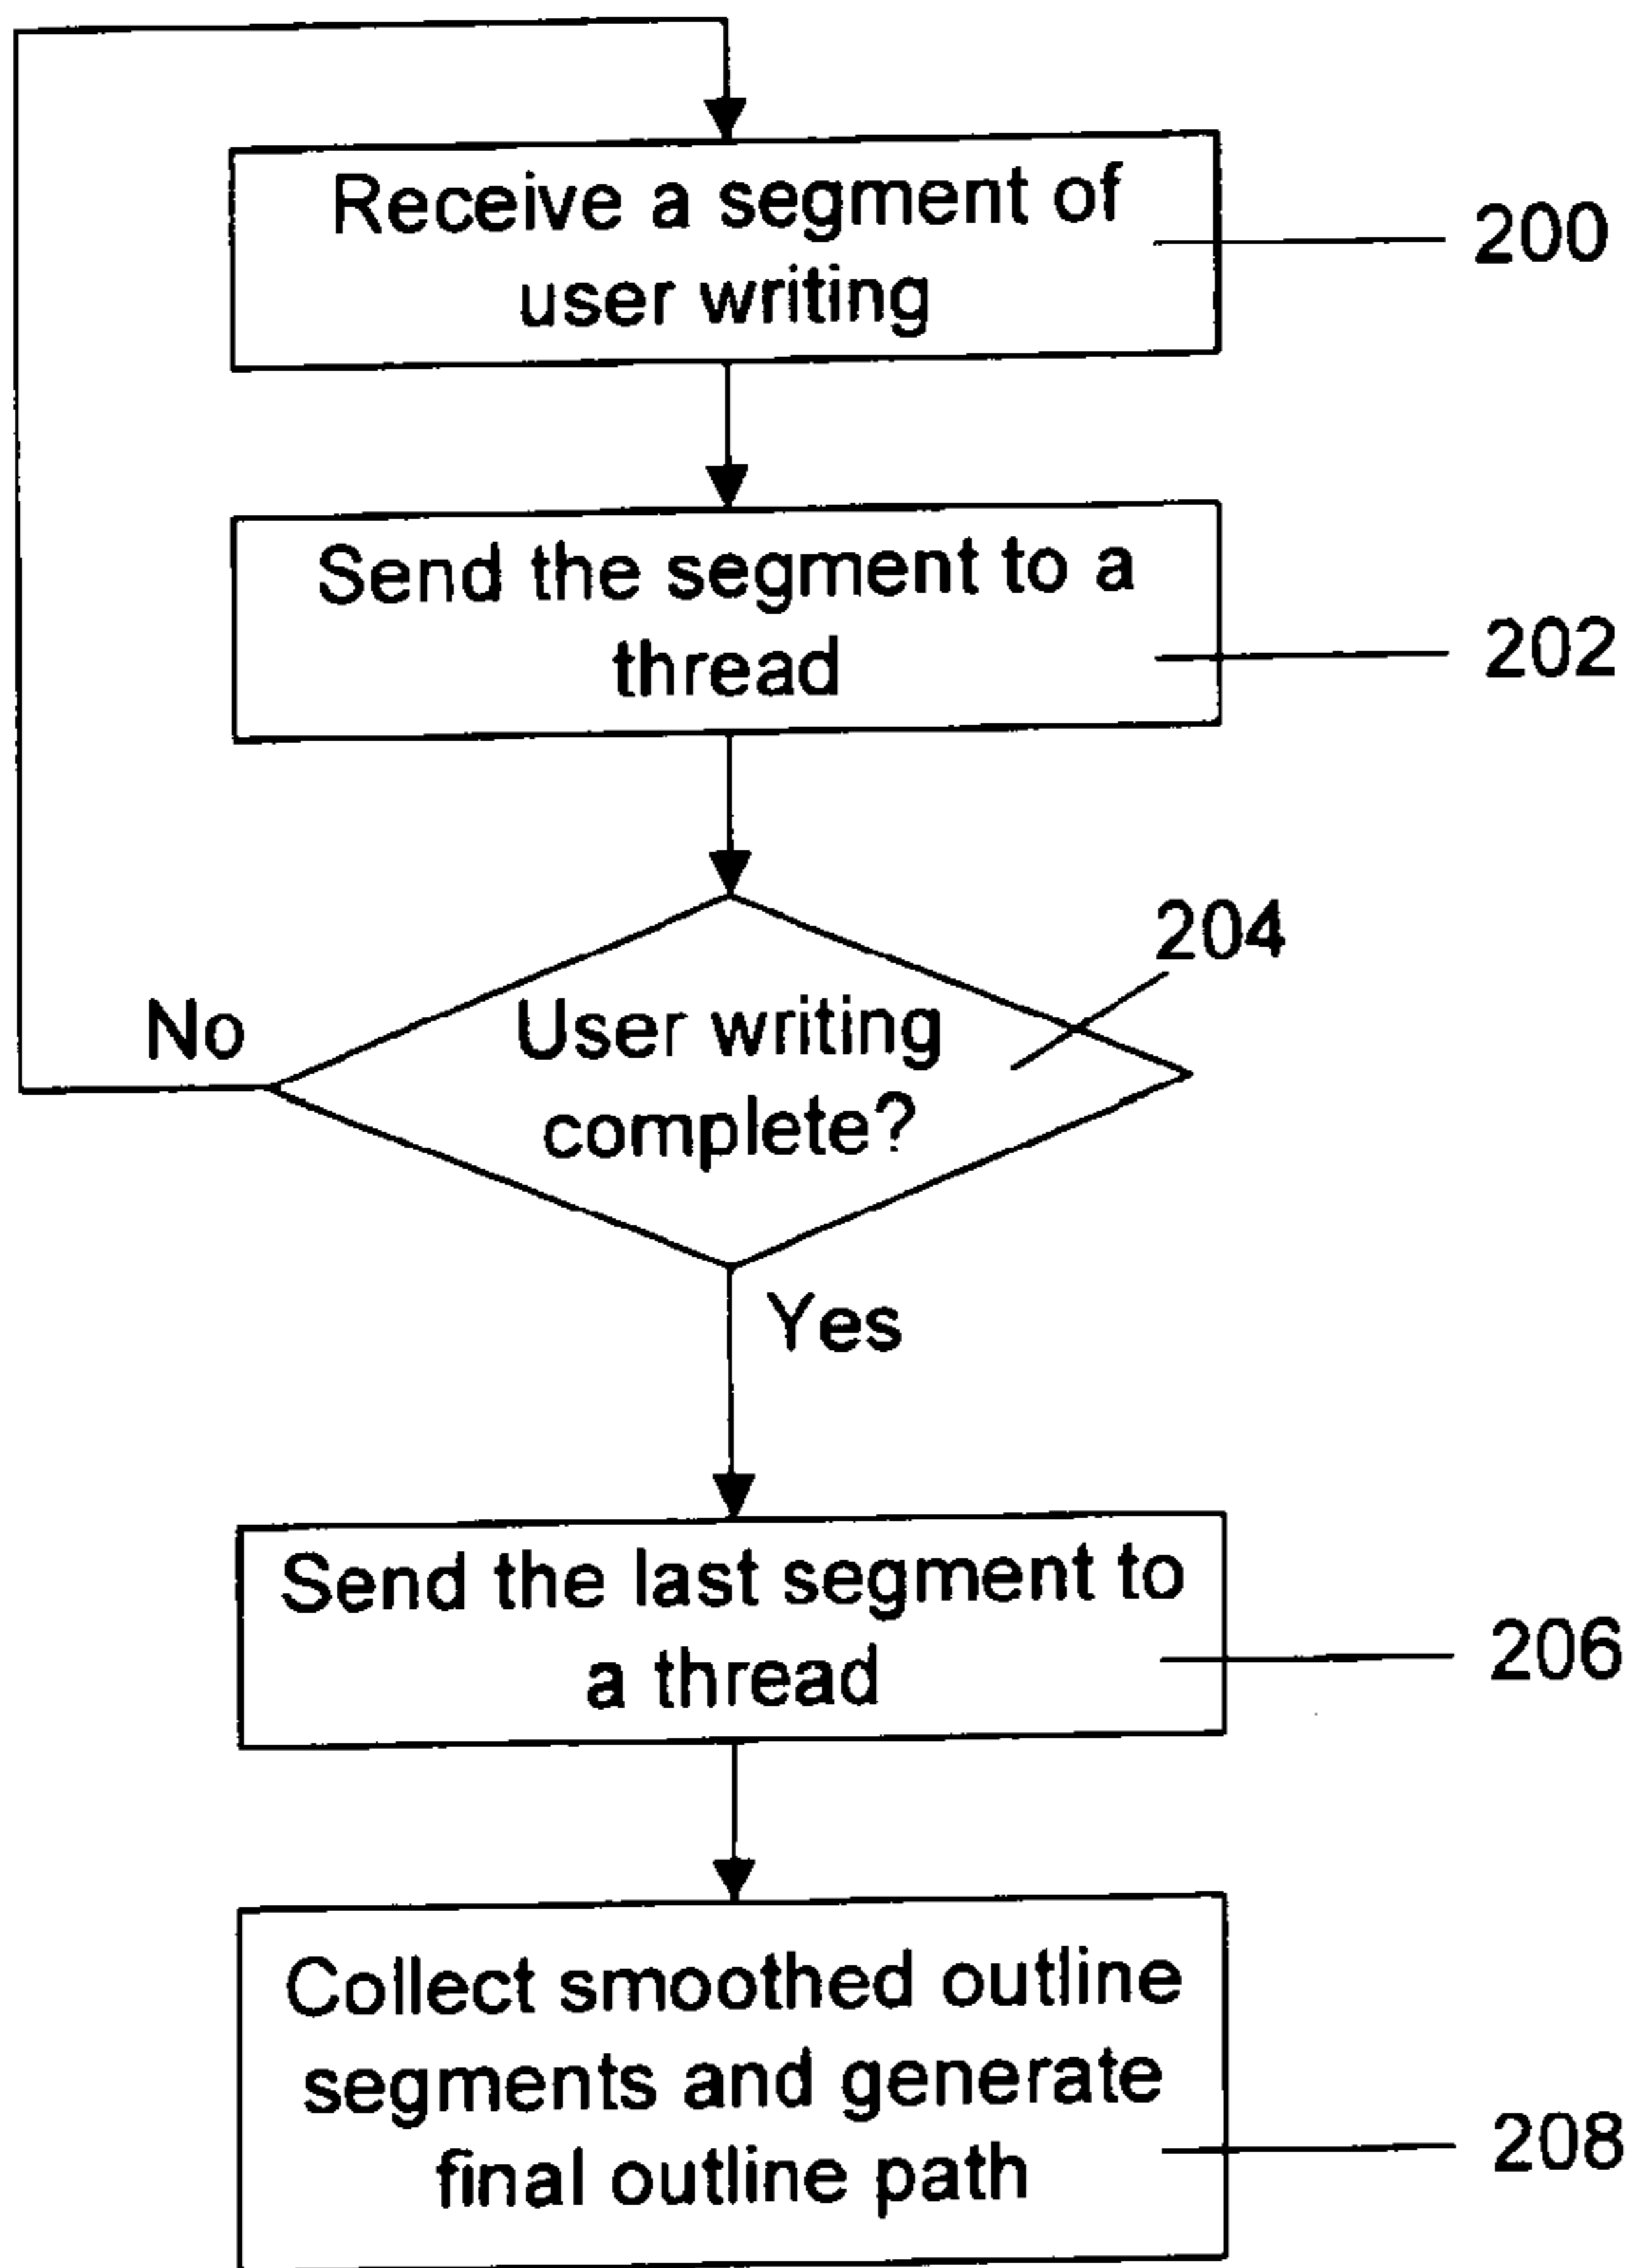 Receive a segment of
user writing
200
Send the segment to a
thread
202
204
No
User writing
complete?
Yes
Send the last segment to
a thread
206
Collect smoothed outline
segments and generate
final outline path
208